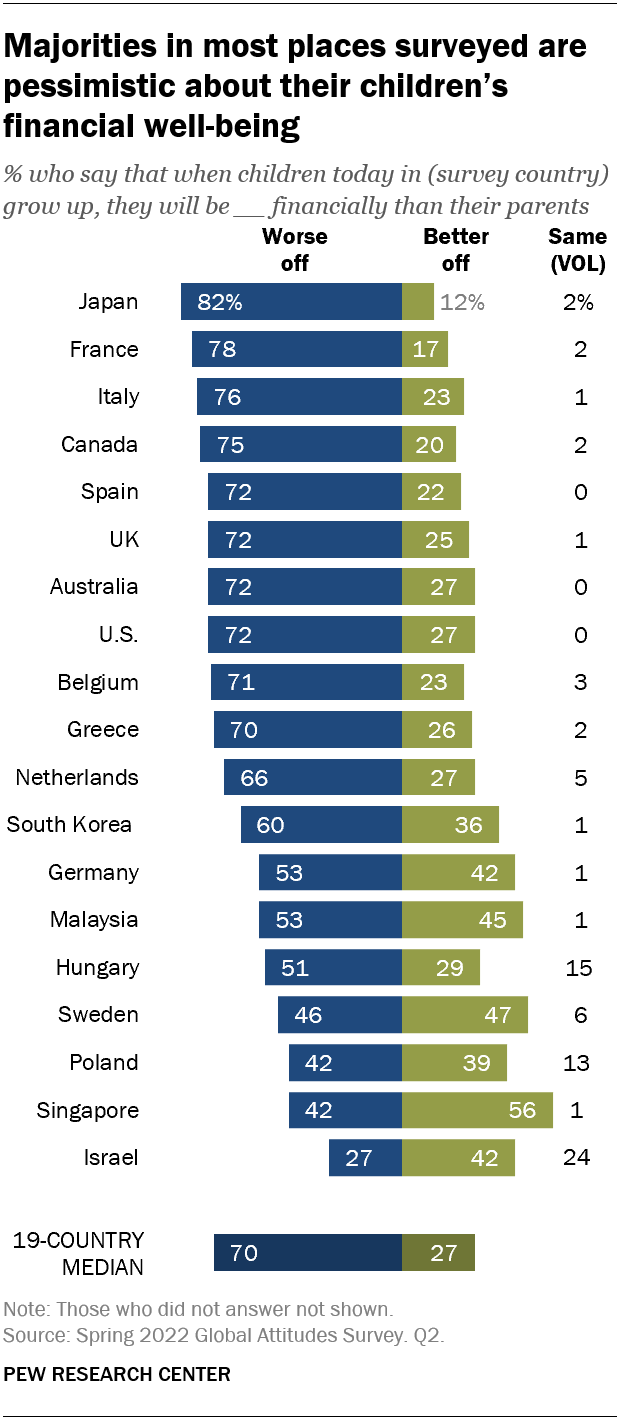 Majorities in most places surveyed are
pessimistic about their children's
financial well-being
% who say that when children today in (survey country)
grow up, they will be __ financially than their parents
Worse off Better off Same (VOL)
Japan 82% 12% 2%
France 78 17 2
Italy 76 23 1
Canada 75 20 2
Spain 72 22 0
UK 72 25 1
Australia 72 27 0
U.S. 72 27 0
Belgium 71 23 3
Greece 70 26 2
Netherlands 66 27 5
South Korea 60 36 1
Germany 53 42 1
Malaysia 53 45 1
Hungary 51 29 15
Sweden 46 47 6
Poland 42 39 13
Singapore 42 56 1
Israel 27 42 24
19-COUNTRY MEDIAN 70 27
Note: Those who did not answer not shown.
Source: Spring 2022 Global Attitudes Survey. Q2.
PEW RESEARCH CENTER